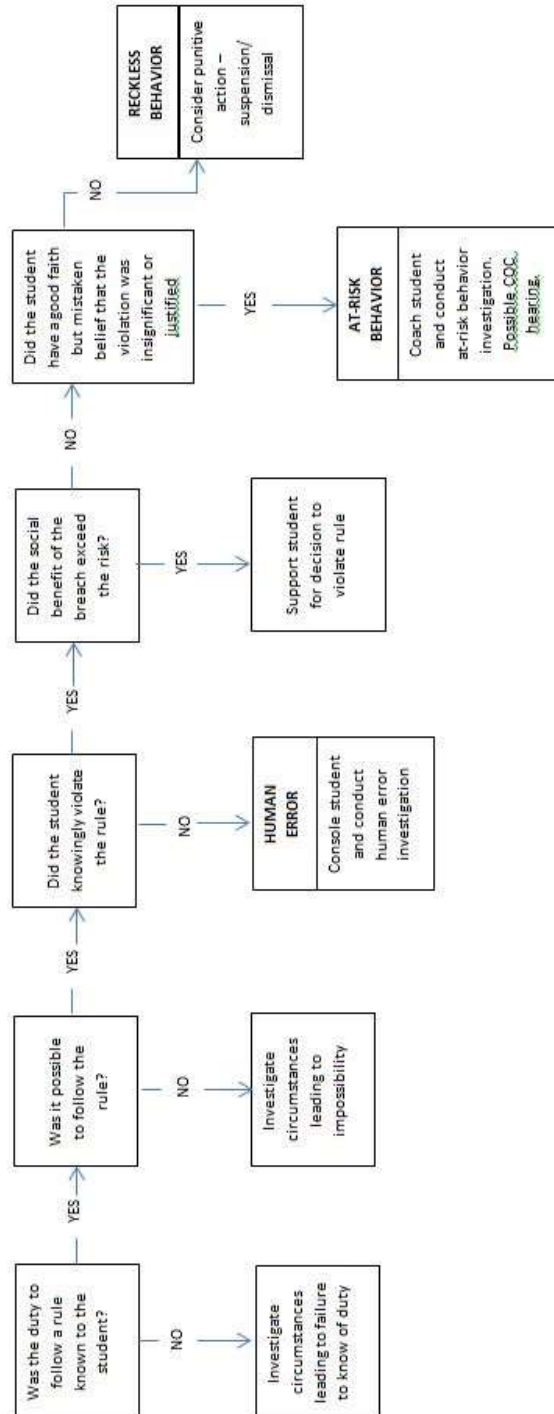 Was the duty to
follow a rule
known to the
student?
YES
NO
Investigate
circumstances
leading to failure
to know of duty
Was it possible
to follow the
rule?
YES
NO
Investigate
circumstances
leading to
impossibility
Did the student
knowingly violate
the rule?
YES
NO
HUMAN
ERROR
Console student
and conduct
human error
investigation
Did the social
benefit of the
breach exceed
the risk?
NO
YES
Support student
for decision to
violate rule
Did the student
have a good faith
but mistaken
belief that the
violation was
insignificant or
justified
NO
YES
RECKLESS
BEHAVIOR
Consider punitive
action –
suspension/
dismissal
AT-RISK
BEHAVIOR
Coach student
and conduct
at-risk behavior
investigation.
Possible COC
hearing.